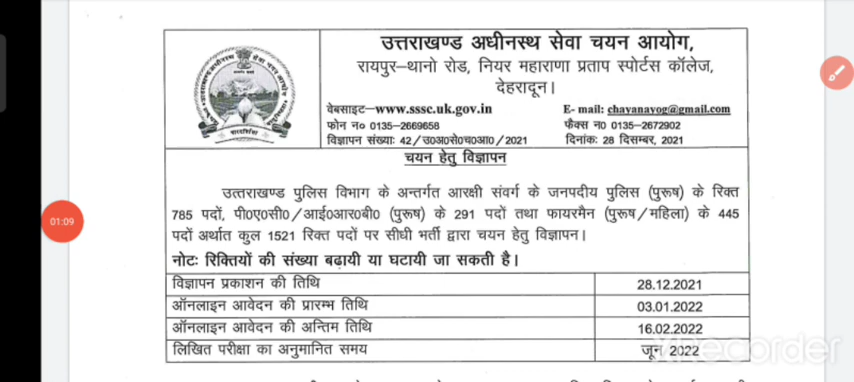 उत्तराखण्ड अधीनस्थ सेवा चयन आयोग,
रायपुर–थानो रोड, नियर महाराणा प्रताप स्पोर्टस कॉलेज,
देहरादून।
वेबसाइट–www.sssc.uk.gov.in E- mail: chayanayog@gmail.com
फोन न० 0135-2669658 फैक्स न0 0135-2672902
विज्ञापन संख्याः 42/उ0अ0से0च0आ0/2021 दिनांकः 28 दिसम्बर, 2021
चयन हेतु विज्ञापन
उत्तराखण्ड पुलिस विभाग के अन्तर्गत आरक्षी संवर्ग के जनपदीय पुलिस (पुरूष) के रिक्त
785 पदों, पी0ए0सी0/आई0आर0बी0 (पुरूष) के 291 पदों तथा फायरमैन (पुरूष/महिला) के 445
पदों अर्थात कुल 1521 रिक्त पदों पर सीधी भर्ती द्वारा चयन हेतु विज्ञापन।
नोटः रिक्तियों की संख्या बढ़ायी या घटायी जा सकती है।
विज्ञापन प्रकाशन की तिथि 28.12.2021
ऑनलाइन आवेदन की प्रारम्भ तिथि 03.01.2022
ऑनलाइन आवेदन की अन्तिम तिथि 16.02.2022
लिखित परीक्षा का अनुमानित समय जून 2022
01:09
XRecorder